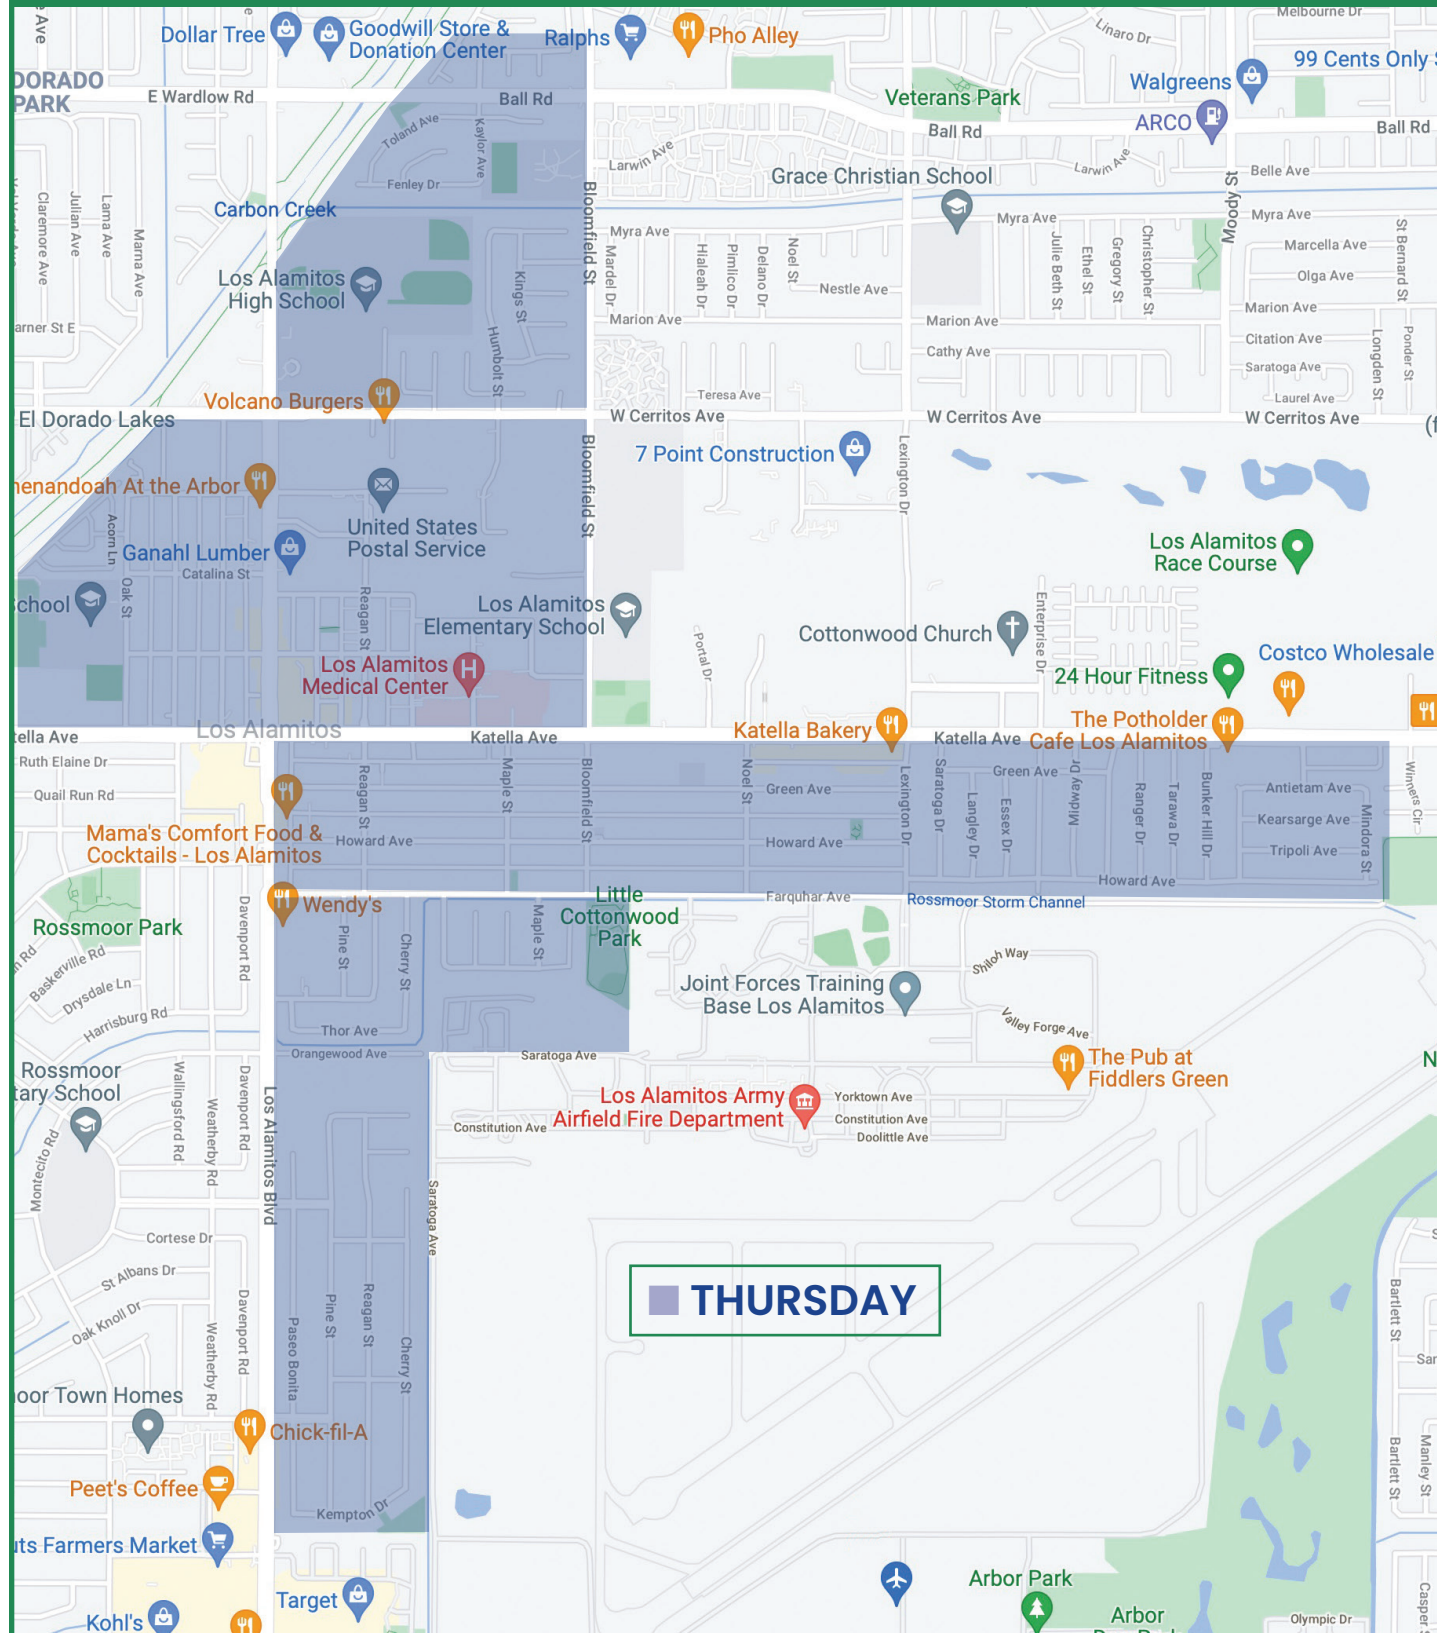 e Ave
Dollar Tree
Goodwill Store &
Donation Center
Ralphs
Pho Alley
Linaro Dr
Melbourne Dr
99 Cents Only
DORADO
PARK
E Wardlow Rd
Ball Rd
Veterans Park
Walgreens
ARCO
Ball Rd
Ball Rd
Toland Ave
Kaylor Ave
Larwin Ave
Larwin Ave
Belle Ave
Fenley Dr
Grace Christian School
Claremore Ave
Julian Ave
Lama Ave
Marna Ave
Carbon Creek
Bloomfield St
Myra Ave
Myra Ave
Myra Ave
Moody St
Mardel Dr
Hialeah Dr
Pimlico Dr
Delano Dr
Noel St
Julie Beth St
Ethel St
Gregory St
Christopher St
Marcella Ave
St Bernard St
Olga Ave
Los Alamitos
High School
Kings St
Nestle Ave
Marion Ave
Marion Ave
Marion Ave
arner St E
Humbolt St
Cathy Ave
Citation Ave
Longden St
Ponder St
Saratoga Ave
Volcano Burgers
Teresa Ave
Laurel Ave
El Dorado Lakes
W Cerritos Ave
W Cerritos Ave
W Cerritos Ave
(f
7 Point Construction
Bloomfield St
Lexington Dr
henandoah At the Arbor
United States
Postal Service
Acorn Ln
Ganahl Lumber
Catalina St
Los Alamitos
Race Course
School
Oak St
Reagan St
Los Alamitos
Elementary School
Enterprise Dr
Cottonwood Church
Portal Dr
Los Alamitos
Medical Center
Costco Wholesale
24 Hour Fitness
tella Ave
Los Alamitos
Katella Ave
Katella Bakery
Katella Ave
The Potholder
Cafe Los Alamitos
Ruth Elaine Dr
Quail Run Rd
Reagan St
Maple St
Bloomfield St
Noel St
Green Ave
Lexington Dr
Saratoga Dr
Langley Dr
Green Ave
Essex Dr
Midway Dr
Ranger Dr
Tarawa Dr
Bunker Hill Dr
Antietam Ave
Kearsarge Ave
Tripoli Ave
Mindora St
Winners Cir
Mama's Comfort Food &
Cocktails - Los Alamitos
Howard Ave
Howard Ave
Howard Ave
Wendy's
Little
Cottonwood
Park
Farquhar Ave
Rossmoor Storm Channel
Rossmoor Park
Davenport Rd
Pine St
Cherry St
Maple St
n Rd
Baskerville Rd
Drysdale Ln
Harrisburg Rd
Joint Forces Training
Base Los Alamitos
Shiloh Way
Valley Forge Ave
Thor Ave
Orangewood Ave
Saratoga Ave
The Pub at
Fiddlers Green
N
Rossmoor
tary School
Wallingsford Rd
Weatherby Rd
Davenport Rd
Los Alamitos Blvd
Los Alamitos Army
Airfield Fire Department
Yorktown Ave
Constitution Ave
Constitution Ave
Doolittle Ave
Montecito Rd
Saratoga Ave
Cortese Dr
St Albans Dr
Oak Knoll Dr
Weatherby Rd
Davenport Rd
Paseo Bonita
Pine St
Reagan St
Cherry St
THURSDAY
Bartlett St
S
Sar
oor Town Homes
Chick-fil-A
Peet's Coffee
Kempton Dr
Bartlett St
Manley St
uts Farmers Market
Target
Kohl's
Arbor Park
Arbor
Olympic Dr
Casper